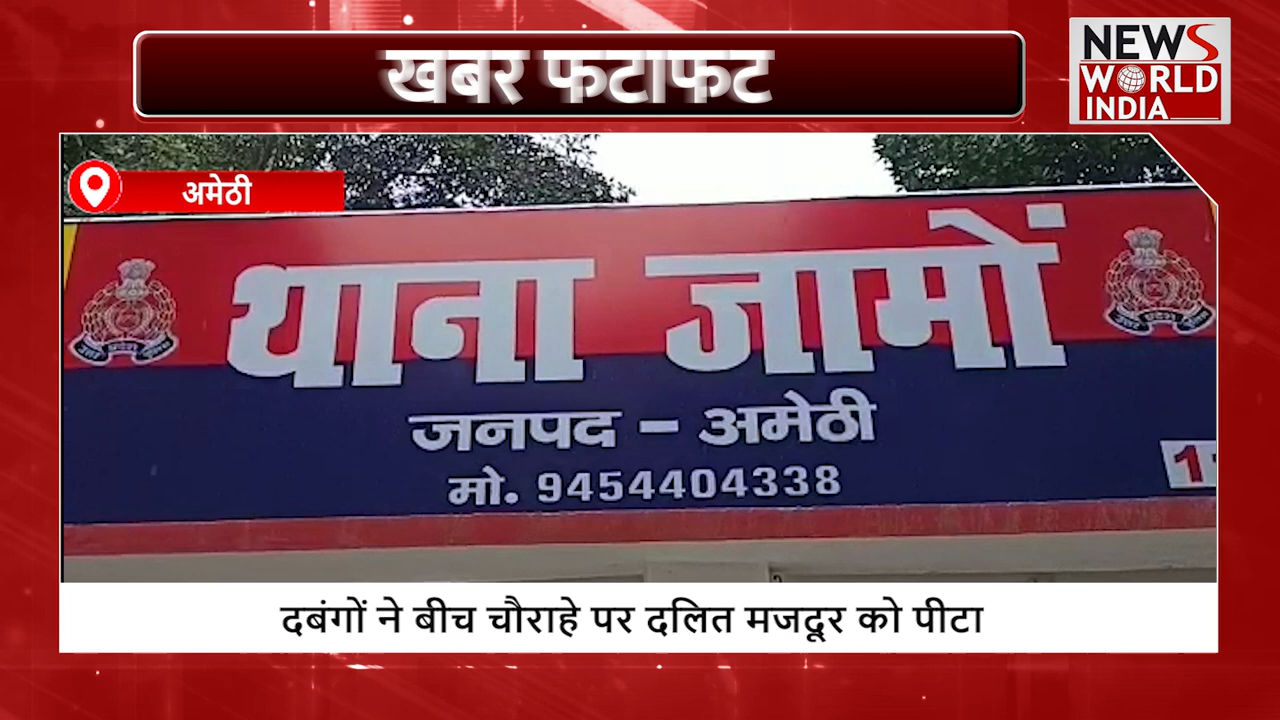 खबर फटाफट
NEWS
WORLD
INDIA
अमेठी
थाना जामों
जनपद - अमेठी
मो. 9454404338
दबंगों ने बीच चौराहे पर दलित मजदूर को पीटा